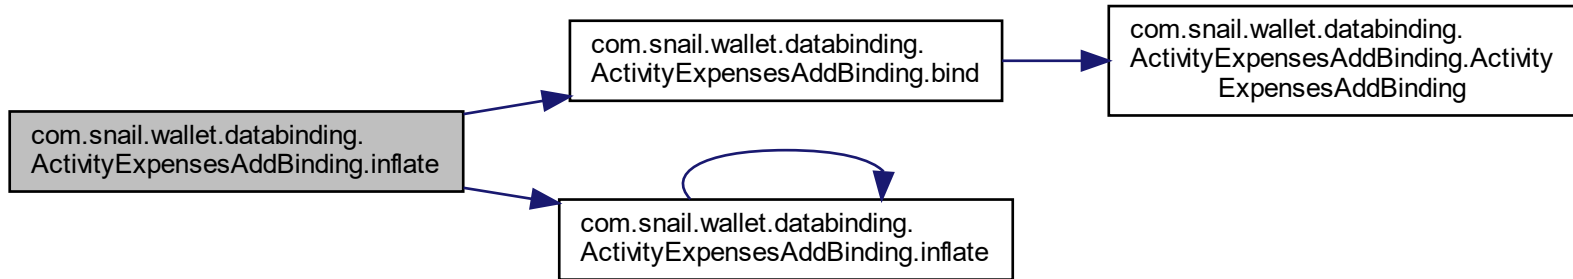 com.snail.wallet.databinding.
ActivityExpensesAddBinding.inflate
com.snail.wallet.databinding.
ActivityExpensesAddBinding.bind
com.snail.wallet.databinding.
ActivityExpensesAddBinding.Activity
ExpensesAddBinding
com.snail.wallet.databinding.
ActivityExpensesAddBinding.inflate